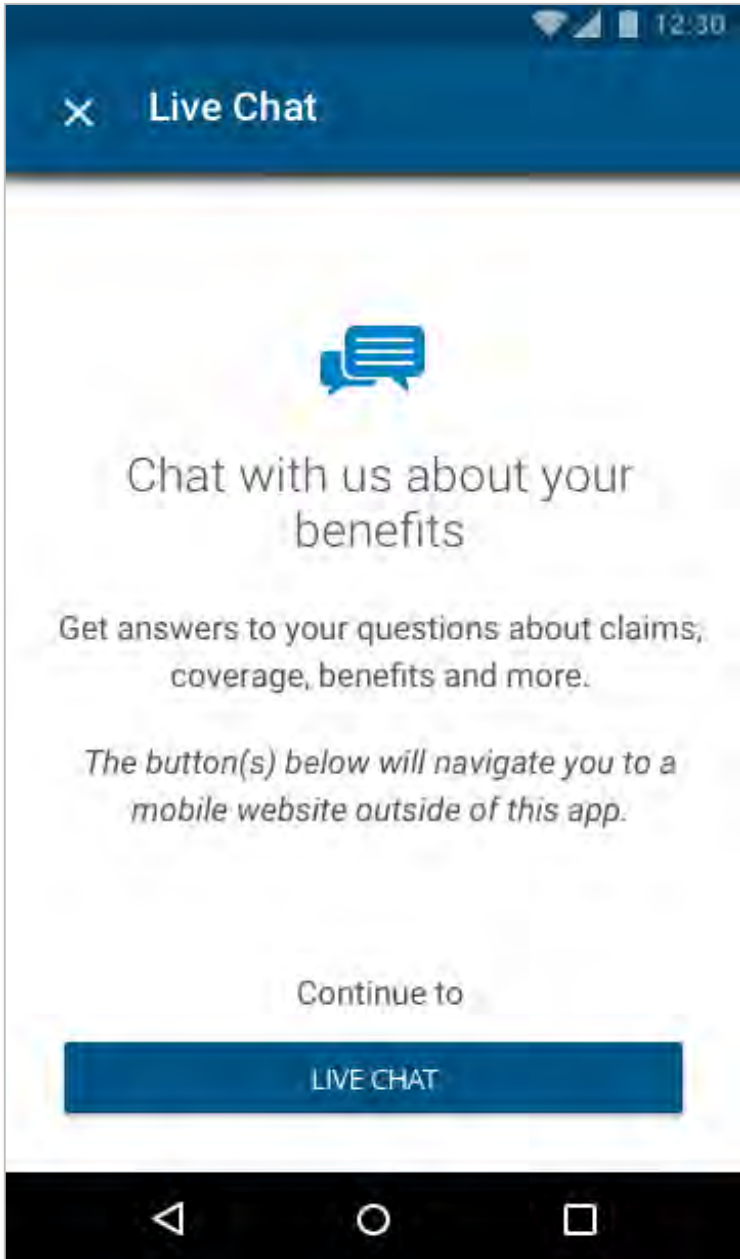 12:30
Live Chat
Chat with us about your
benefits
Get answers to your questions about claims,
coverage, benefits and more.
The button(s) below will navigate you to a
mobile website outside of this app.
Continue to
LIVE CHAT